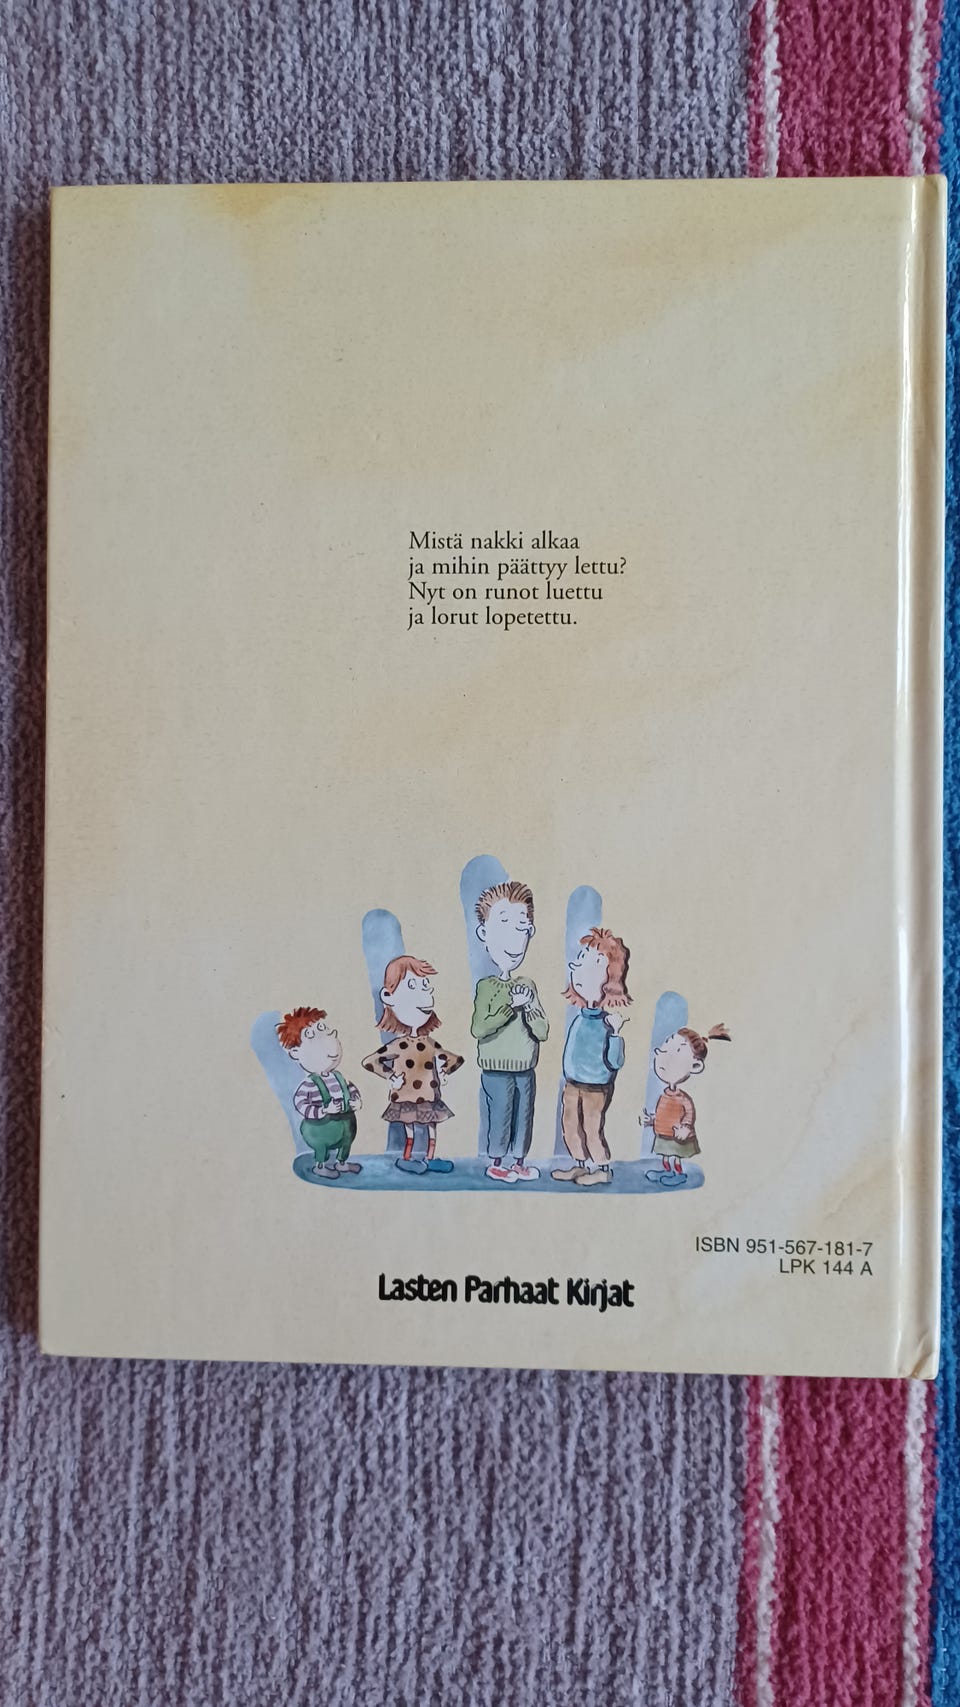 Mistä nakki alkaa
ja mihin päättyy lettu?
Nyt on runot luettu
ja lorut lopetettu.
ISBN 951-567-181-7
LPK 144 A
Lasten Parhaat Kirjat